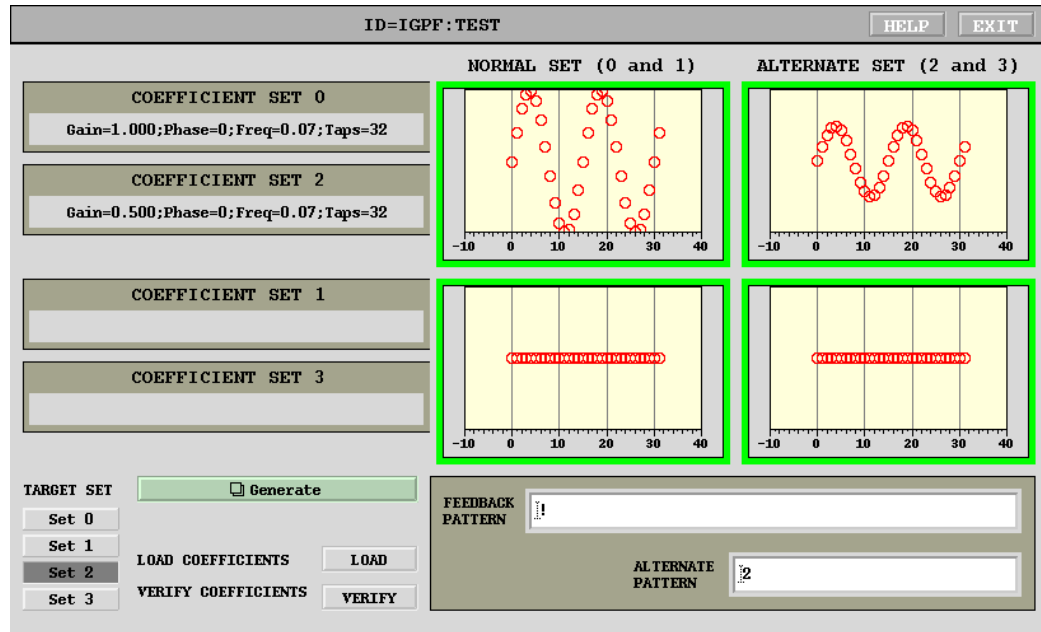 ID=IGPF:TEST
HELP
EXIT
NORMAL SET (0 and 1)
ALTERNATE SET (2 and 3)
COEFFICIENT SET 0
Gain=1.000;Phase=0;Freq=0.07;Taps=32
COEFFICIENT SET 2
Gain=0.500;Phase=0;Freq=0.07;Taps=32
-10 0 10 20 30 40
-10 0 10 20 30 40
COEFFICIENT SET 1
COEFFICIENT SET 3
-10 0 10 20 30 40
-10 0 10 20 30 40
TARGET SET
Set 0
Set 1
Set 2
Set 3
Generate
LOAD COEFFICIENTS
LOAD
VERIFY COEFFICIENTS
VERIFY
FEEDBACK
PATTERN
!
ALTERNATE
PATTERN
2